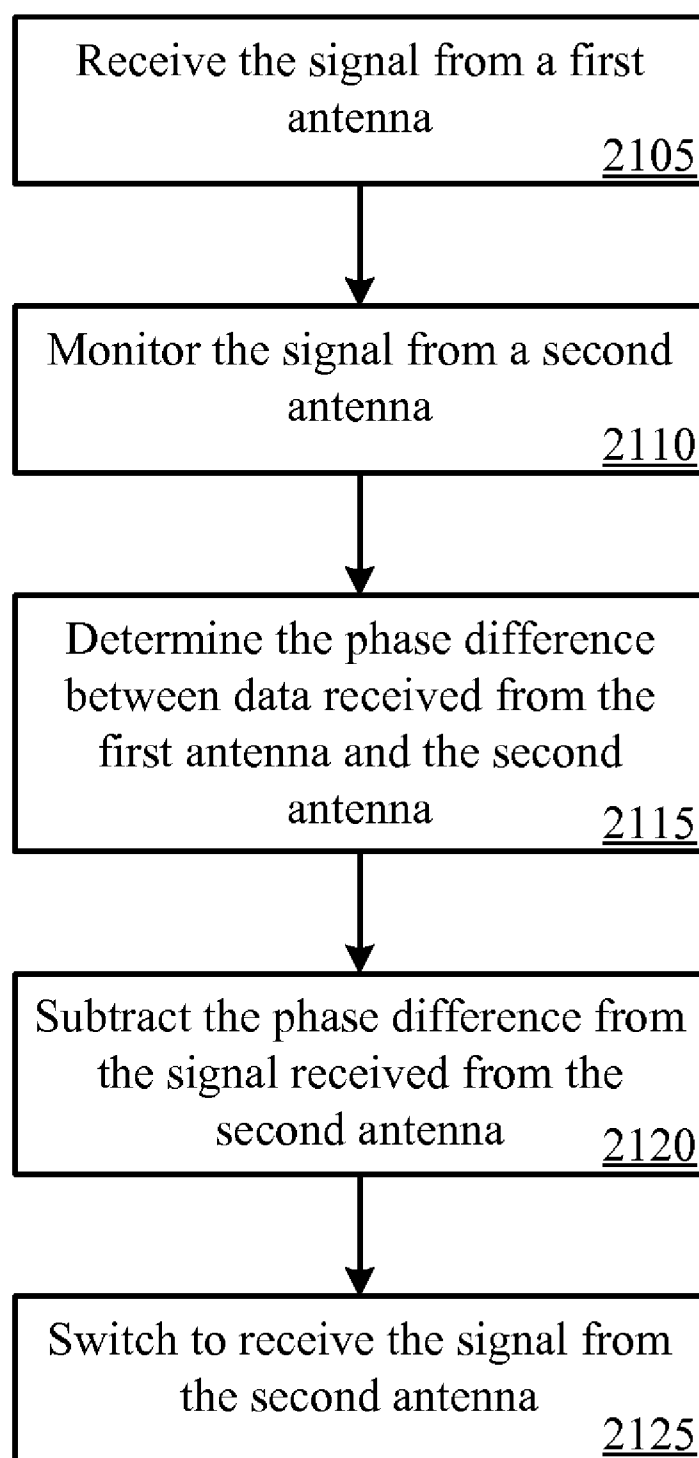 Receive the signal from a first
antenna
2105
Monitor the signal from a second
antenna
2110
Determine the phase difference
between data received from the
first antenna and the second
antenna
2115
Subtract the phase difference from
the signal received from the
second antenna
2120
Switch to receive the signal from
the second antenna
2125